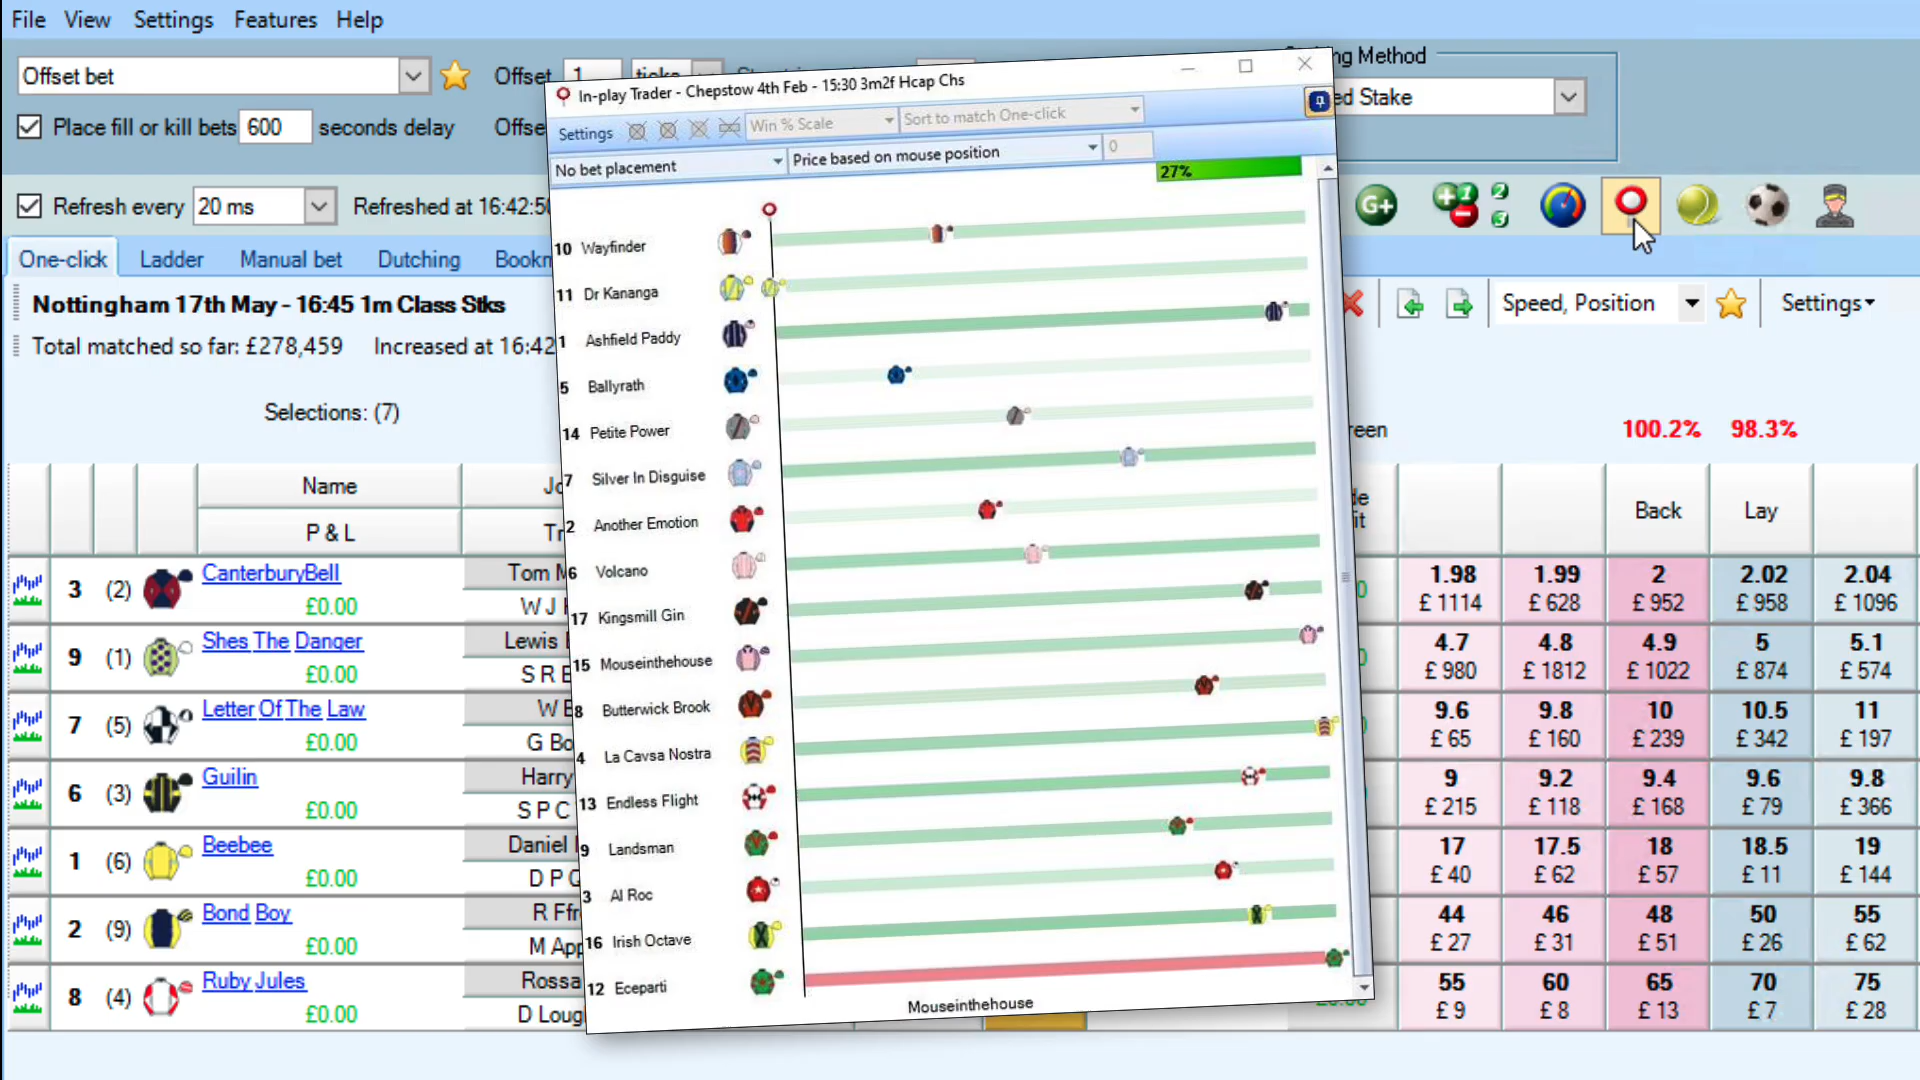 File View Settings Features Help
Offset bet Offset 1 ticks
Place fill or kill bets 600 seconds delay
Refresh every 20 ms Refreshed at 16:42:50
One-click Ladder Manual bet Dutching
Nottingham 17th May - 16:45 1m Class Stks
Total matched so far: £278,459 Increased at 16:42
Selections: (7)
Name
P & L
3 (2) CanterburyBell Tom
£0.00 W J
9 (1) Shes The Danger Lewis
£0.00 S R
7 (5) Letter Of The Law W
£0.00 G
6 (3) Guilin Harry
£0.00 S P C
1 (6) Beebee Daniel
£0.00 D P
2 (9) Bond Boy R
£0.00 M
8 (4) Ruby Jules
£0.00 D
In-play Trader - Chepstow 4th Feb - 15:30 3m2f Hcap Chs
Settings Win % Scale Sort to match One-click
No bet placement Price based on mouse position 0
27%
10 Wayfinder
11 Dr Kananga
1 Ashfield Paddy
5 Ballyrath
14 Petite Power
7 Silver In Disguise
2 Another Emotion
6 Volcano
17 Kingsmill Gin
15 Mouseinthehouse
8 Butterwick Brook
4 La Cavsa Nostra
13 Endless Flight
9 Landsman
3 Al Roc
16 Irish Octave
12 Eceparti
Mouseinthehouse
Method
Stake
G+ 1 2 3
Speed, Position Settings
100.2% 98.3%
Back Lay
1.98 1.99 2 2.02 2.04
£ 1114 £ 628 £ 952 £ 958 £ 1096
4.7 4.8 4.9 5 5.1
£ 980 £ 1812 £ 1022 £ 874 £ 574
9.6 9.8 10 10.5 11
£ 65 £ 160 £ 239 £ 342 £ 197
9 9.2 9.4 9.6 9.8
£ 215 £ 118 £ 168 £ 79 £ 366
17 17.5 18 18.5 19
£ 40 £ 62 £ 57 £ 11 £ 144
44 46 48 50 55
£ 27 £ 31 £ 51 £ 26 £ 62
55 60 65 70 75
£ 9 £ 8 £ 13 £ 7 £ 28